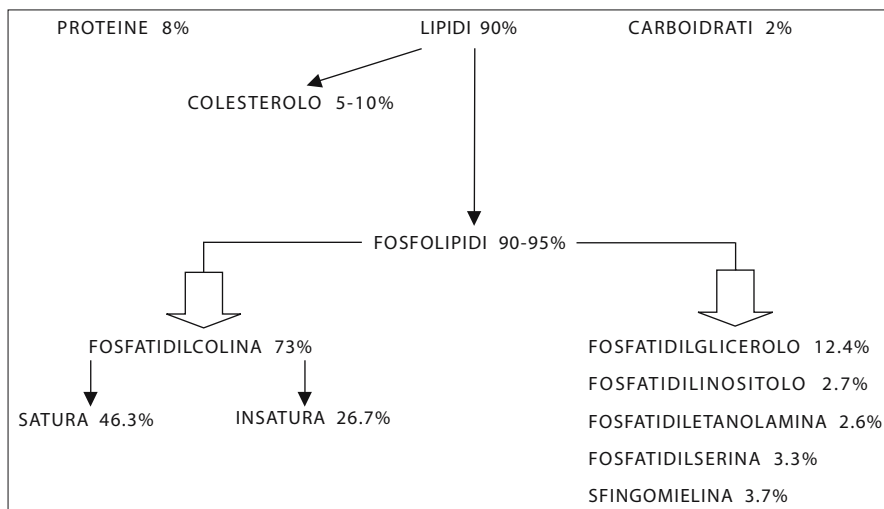 PROTEINE 8% LIPIDI 90% CARBOIDRATI 2%
COLESTEROLO 5-10%
FOSFOLIPIDI 90-95%
FOSFATIDILCOLINA 73%
SATURA 46.3% INSATURA 26.7%
FOSFATIDILGLICEROLO 12.4%
FOSFATIDILINOSITOLO 2.7%
FOSFATIDILETANOLAMINA 2.6%
FOSFATIDILSERINA 3.3%
SFINGOMIELINA 3.7%